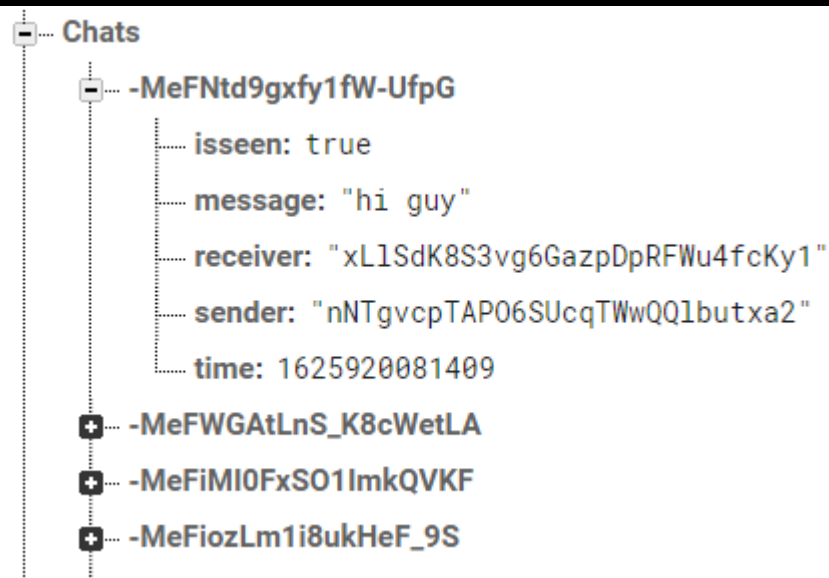 Chats
-MeFNtd9gxfy1fW-UfpG
isseen: true
message: "hi guy"
receiver: "xLlSdK8S3vg6GazpDpRFWu4fcKy1"
sender: "nNTgvcpTAPO6SUcqTWwQQlbutxa2"
time: 1625920081409
-MeFWGAtLnS_K8cWetLA
-MeFiMI0FxSO1ImkQVKF
-MeFiozLm1i8ukHeF_9S